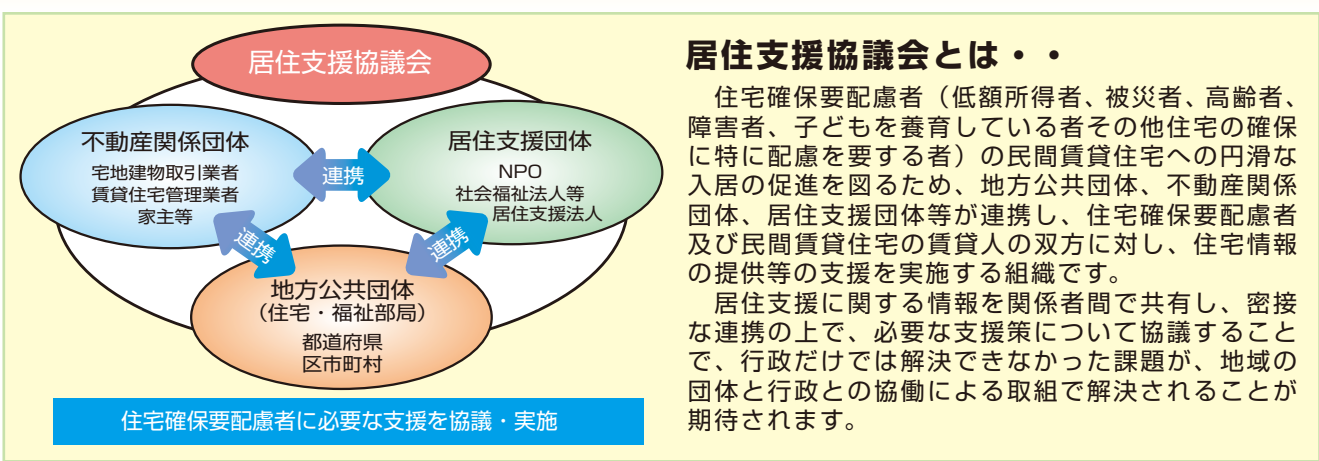 居住支援協議会
不動産関係団体
宅地建物取引業者
賃貸住宅管理業者
家主等
連携
居住支援団体
NPO
社会福祉法人等
居住支援法人
連携
連携
地方公共団体
（住宅・福祉部局）
都道府県
区市町村
住宅確保要配慮者に必要な支援を協議・実施
居住支援協議会とは・・
住宅確保要配慮者（低額所得者、被災者、高齢者、
障害者、子どもを養育している者その他住宅の確保
に特に配慮を要する者）の民間賃貸住宅への円滑な
入居の促進を図るため、地方公共団体、不動産関係
団体、居住支援団体等が連携し、住宅確保要配慮者
及び民間賃貸住宅の賃貸人の双方に対し、住宅情報
の提供等の支援を実施する組織です。
居住支援に関する情報を関係者間で共有し、密接
な連携の上で、必要な支援策について協議すること
で、行政だけでは解決できなかった課題が、地域の
団体と行政との協働による取組で解決されることが
期待されます。